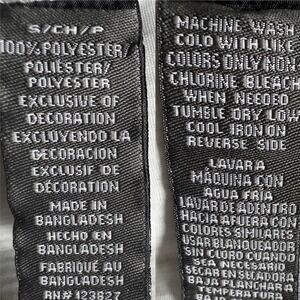 S/CH/P
100% POLYESTER/
POLIÉSTER/
POLYESTER
EXCLUSIVE OF
DECORATION
EXCLUYENDO LA
DECORACION
EXCLUSIF DE
DÉCORATION
MADE IN
BANGLADESH
HECHO EN
BANGLADESH
FABRIQUÉ AU
BANGLADESH
RN# 123827
MACHINE WASH
COLD WITH LIKE
COLORS ONLY NON-
CHLORINE BLEACH
WHEN NEEDED
TUMBLE DRY LOW
COOL IRON ON
REVERSE SIDE
LAVAR A
MÁQUINA CON
AGUA FRÍA
LAVAR DE ADENTRO
HACIA AFUERA CON
COLORES SIMILARES
USAR BLANQUEADOR
SIN CLORO CUANDO
SEA NECESARIO
SECAR EN SECADORA
BAJA PLANCHAR A
TEMPERATURA